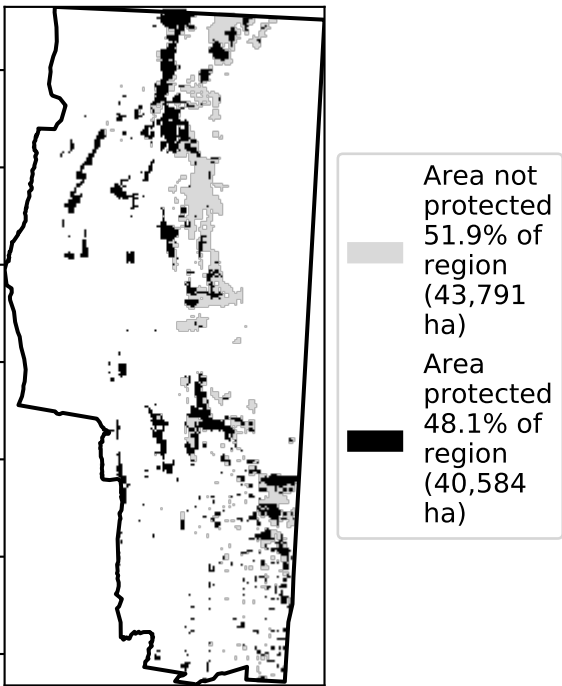 Area not
protected
51.9% of
region
(43,791
ha)
Area
protected
48.1% of
region
(40,584
ha)